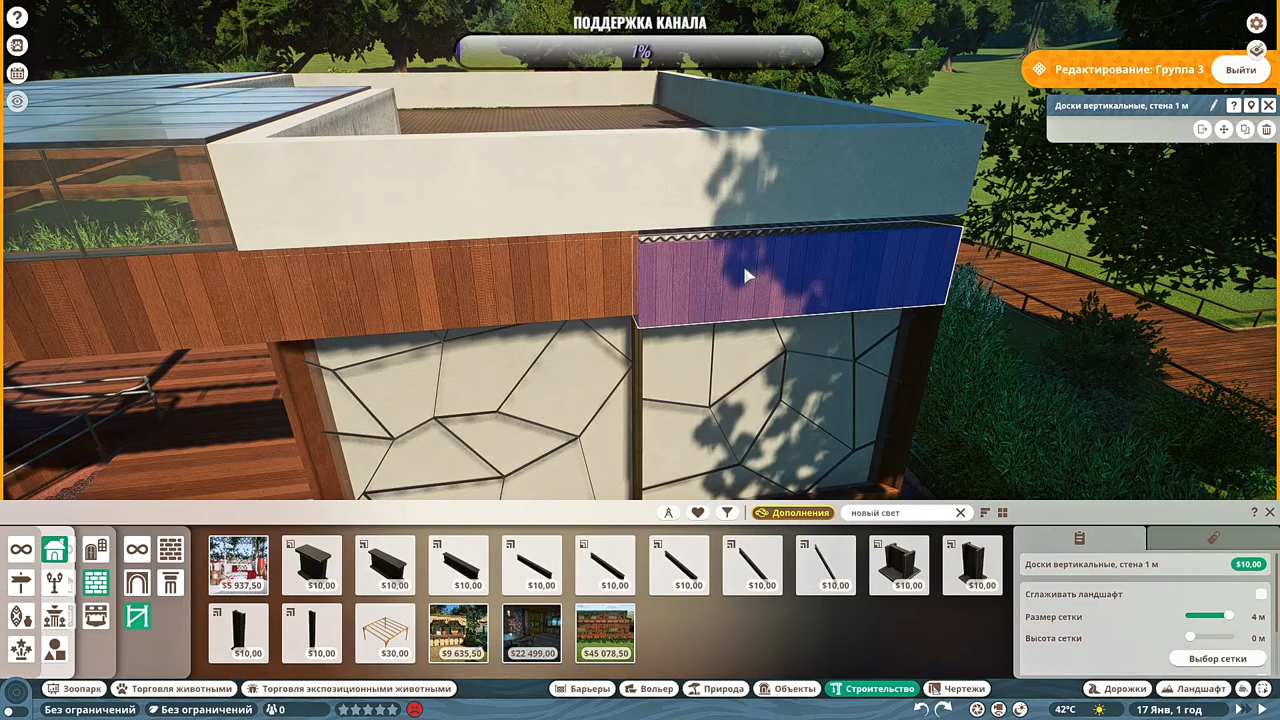 ПОДДЕРЖКА КАНАЛА
1%
Редактирование: Группа 3
Выйти
Доски вертикальные, стена 1 м
?
Дополнения
новый свет
$5 937,50
$10,00
$10,00
$10,00
$10,00
$10,00
$10,00
$10,00
$10,00
$10,00
$10,00
$10,00
$10,00
$30,00
$9 635,50
$22 499,00
$45 078,50
Доски вертикальные, стена 1 м
$10,00
Сглаживать ландшафт
Размер сетки
4 м
Высота сетки
0 м
Выбор сетки
Зоопарк
Торговля животными
Торговля экспозиционными животными
Барьеры
Вольер
Природа
Объекты
Строительство
Чертежи
Дорожки
Ландшафт
Без ограничений
Без ограничений
0
42°C
17 Янв, 1 год